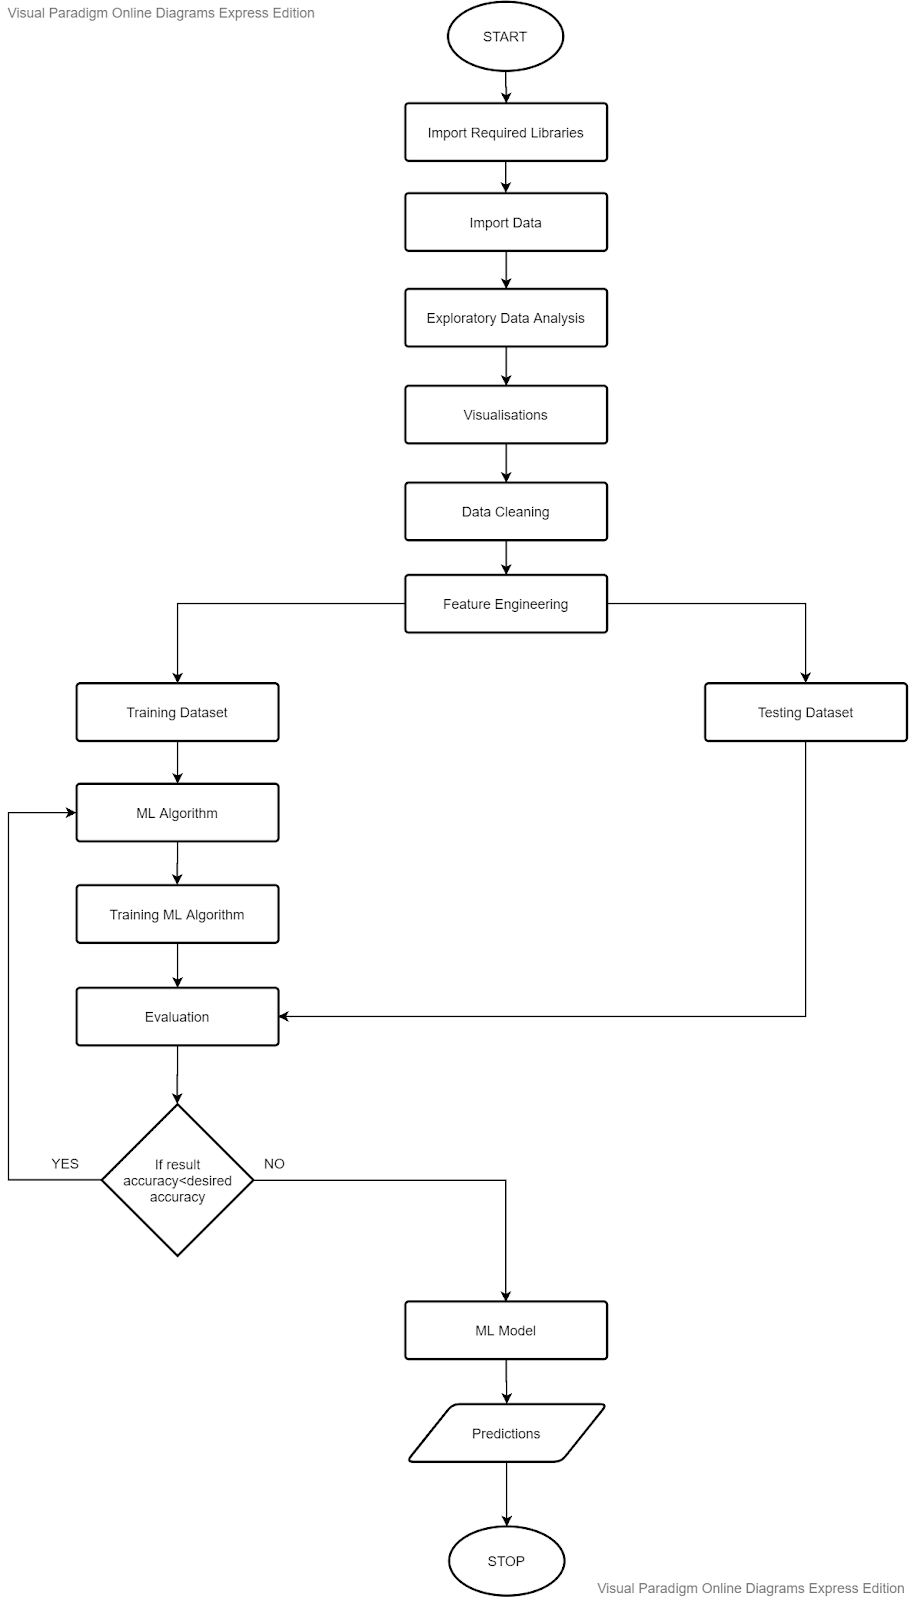 Visual Paradigm Online Diagrams Express Edition
START
Import Required Libraries
Import Data
Exploratory Data Analysis
Visualisations
Data Cleaning
Feature Engineering
Training Dataset
Testing Dataset
ML Algorithm
Training ML Algorithm
Evaluation
YES
If result
accuracy<desired
accuracy
NO
ML Model
Predictions
STOP
Visual Paradigm Online Diagrams Express Edition